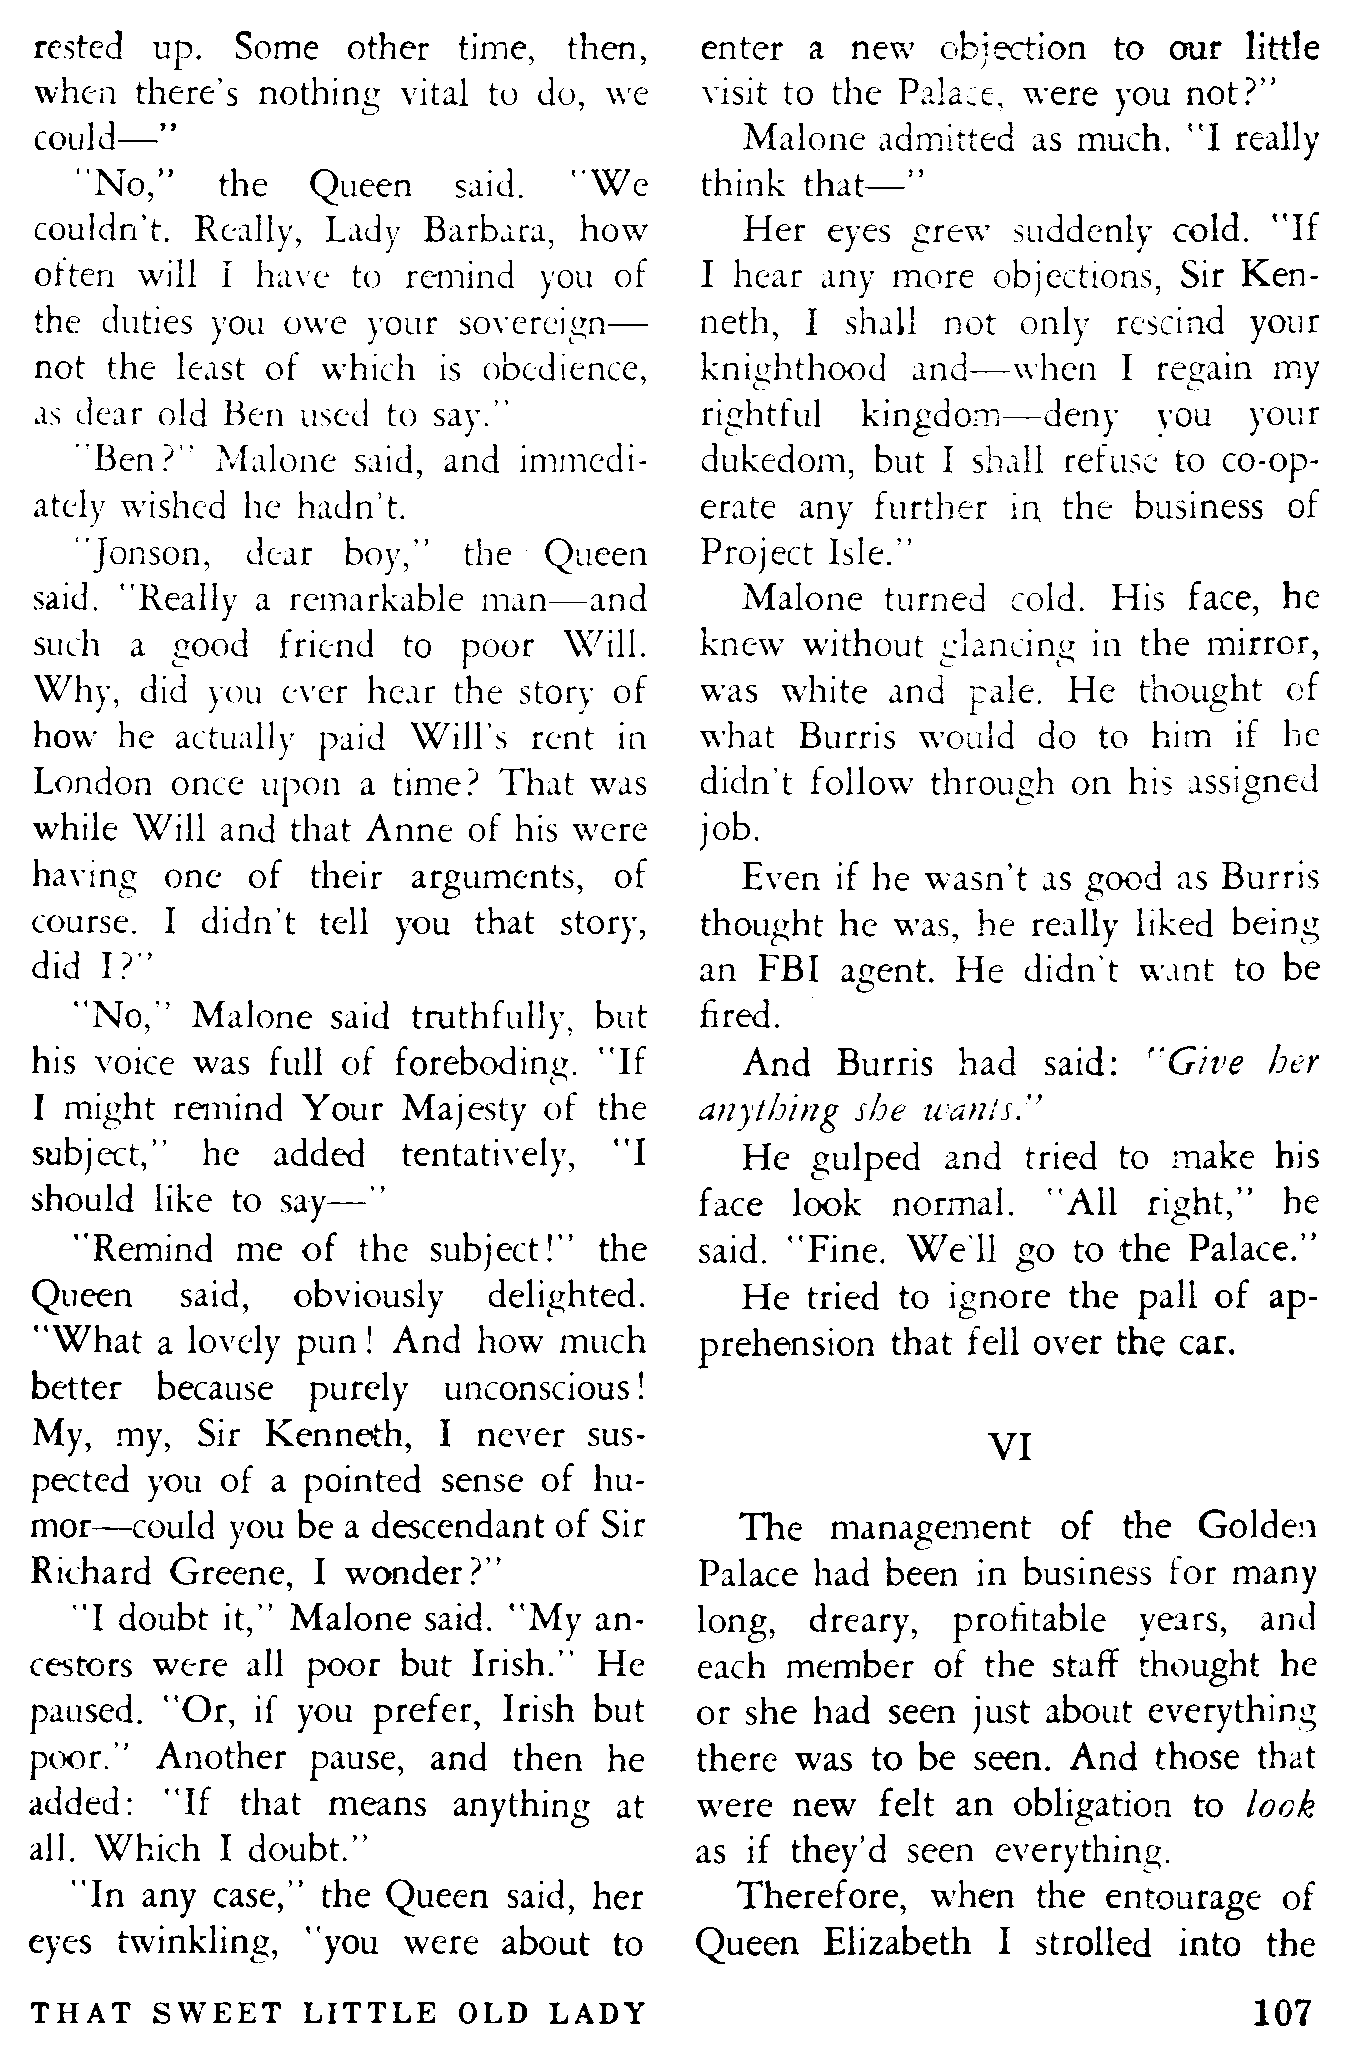 rested up. Some other time, then,
when there's nothing vital to do, we
could—"
"No," the Queen said. "We
couldn't. Really, Lady Barbara, how
often will I have to remind you of
the duties you owe your sovereign—
not the least of which is obedience,
as dear old Ben used to say."
"Ben?" Malone said, and immedi-
ately wished he hadn't.
"Jonson, dear boy," the Queen
said. "Really a remarkable man—and
such a good friend to poor Will.
Why, did you ever hear the story of
how he actually paid Will's rent in
London once upon a time? That was
while Will and that Anne of his were
having one of their arguments, of
course. I didn't tell you that story,
did I?"
"No," Malone said truthfully, but
his voice was full of foreboding. "If
I might remind Your Majesty of the
subject," he added tentatively, "I
should like to say—"
"Remind me of the subject!" the
Queen said, obviously delighted.
"What a lovely pun! And how much
better because purely unconscious!
My, my, Sir Kenneth, I never sus-
pected you of a pointed sense of hu-
mor—could you be a descendant of Sir
Richard Greene, I wonder?"
"I doubt it," Malone said. "My an-
cestors were all poor but Irish." He
paused. "Or, if you prefer, Irish but
poor." Another pause, and then he
added: "If that means anything at
all. Which I doubt."
"In any case," the Queen said, her
eyes twinkling, "you were about to
enter a new objection to our little
visit to the Palace, were you not?"
Malone admitted as much. "I really
think that—"
Her eyes grew suddenly cold. "If
I hear any more objections, Sir Ken-
neth, I shall not only rescind your
knighthood and—when I regain my
rightful kingdom—deny you your
dukedom, but I shall refuse to co-op-
erate any further in the business of
Project Isle."
Malone turned cold. His face, he
knew without glancing in the mirror,
was white and pale. He thought of
what Burris would do to him if he
didn't follow through on his assigned
job.
Even if he wasn't as good as Burris
thought he was, he really liked being
an FBI agent. He didn't want to be
fired.
And Burris had said: "Give her
anything she wants."
He gulped and tried to make his
face look normal. "All right," he
said. "Fine. We'll go to the Palace."
He tried to ignore the pall of ap-
prehension that fell over the car.
VI
The management of the Golden
Palace had been in business for many
long, dreary, profitable years, and
each member of the staff thought he
or she had seen just about everything
there was to be seen. And those that
were new felt an obligation to look
as if they'd seen everything.
Therefore, when the entourage of
Queen Elizabeth I strolled into the
THAT SWEET LITTLE OLD LADY 107